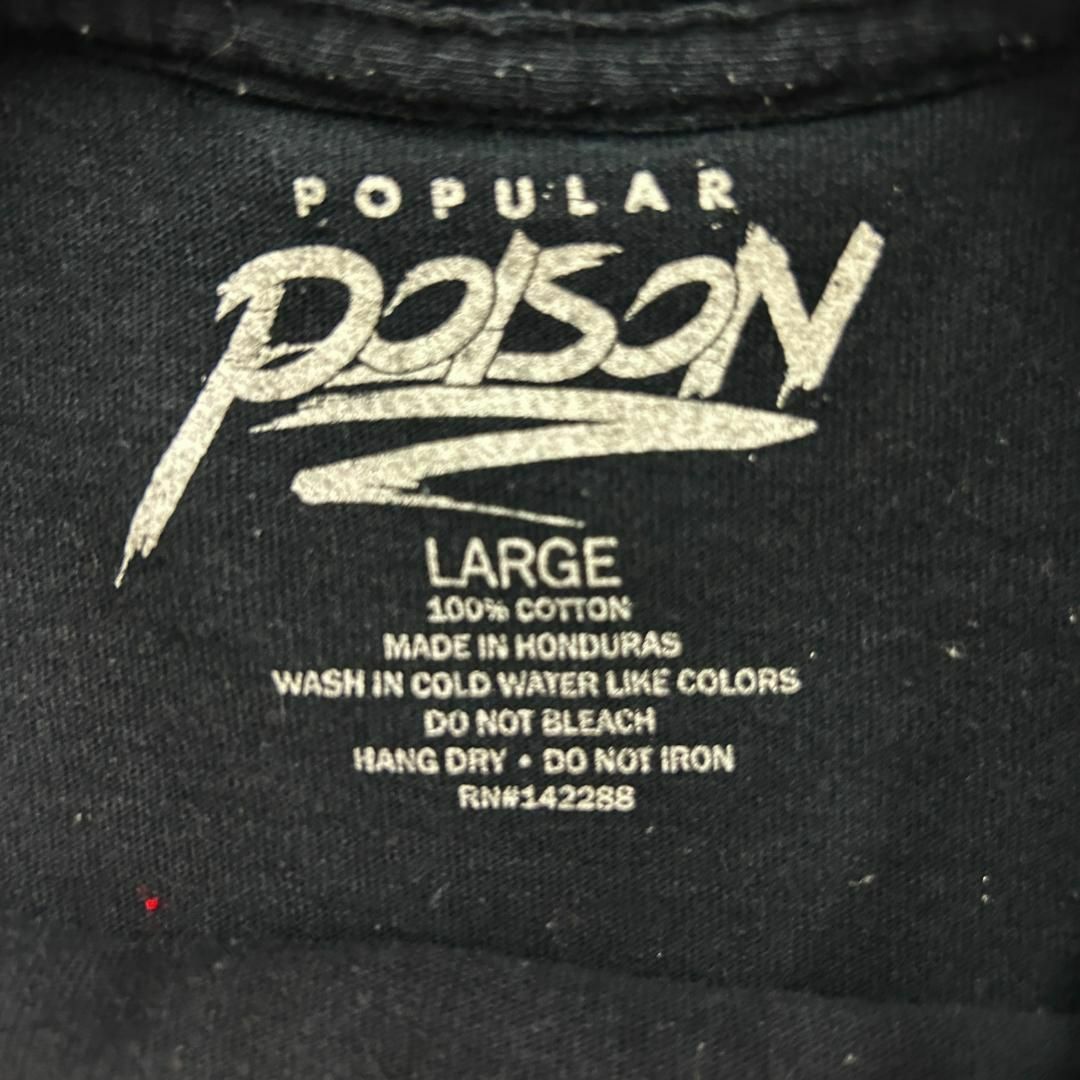 POPULAR
POISON
LARGE
100% COTTON
MADE IN HONDURAS
WASH IN COLD WATER LIKE COLORS
DO NOT BLEACH
HANG DRY • DO NOT IRON
RN#142288